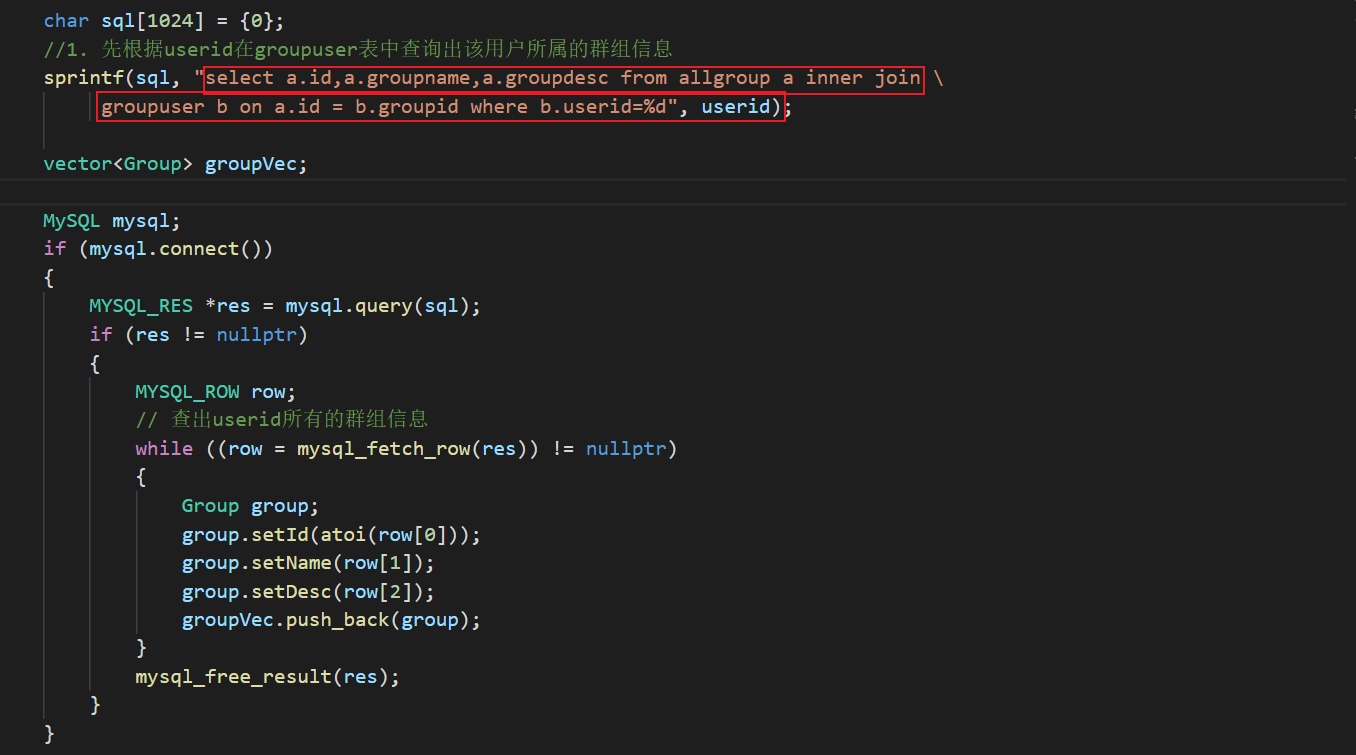 char sql[1024] = {0};
//1. 先根据userid在groupuser表中查询出该用户所属的群组信息
sprintf(sql, "select a.id,a.groupname,a.groupdesc from allgroup a inner join \
groupuser b on a.id = b.groupid where b.userid=%d", userid);
vector<Group> groupVec;
MySQL mysql;
if (mysql.connect())
{
MYSQL_RES *res = mysql.query(sql);
if (res != nullptr)
{
MYSQL_ROW row;
// 查出userid所有的群组信息
while ((row = mysql_fetch_row(res)) != nullptr)
{
Group group;
group.setId(atoi(row[0]));
group.setName(row[1]);
group.setDesc(row[2]);
groupVec.push_back(group);
}
mysql_free_result(res);
}
}